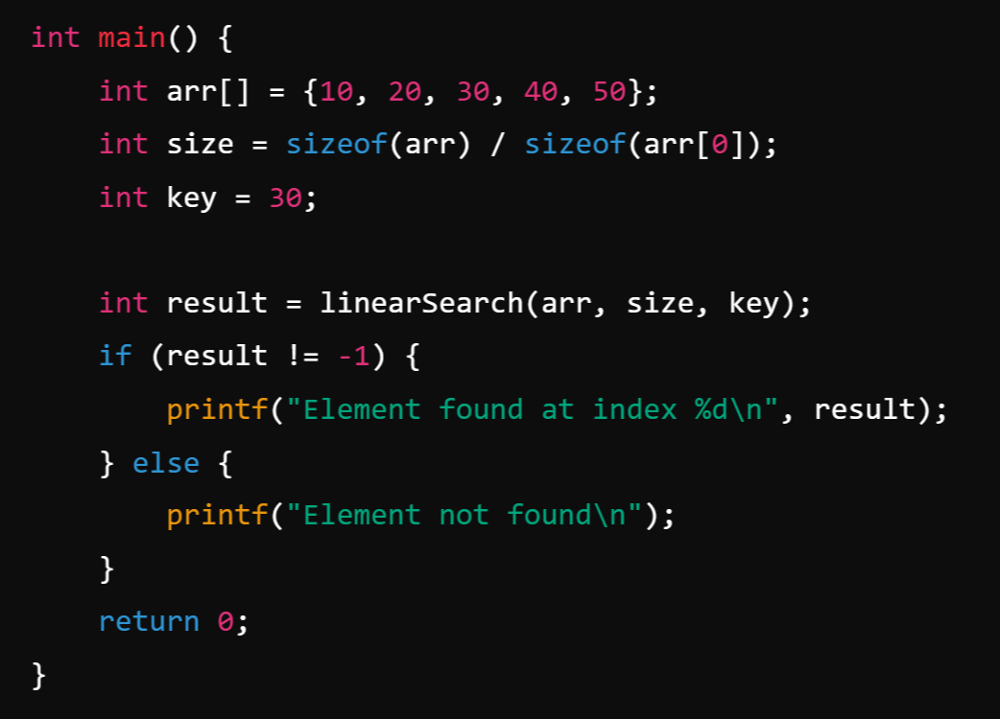 int main() {
    int arr[] = {10, 20, 30, 40, 50};
    int size = sizeof(arr) / sizeof(arr[0]);
    int key = 30;

    int result = linearSearch(arr, size, key);
    if (result != -1) {
        printf("Element found at index %d\n", result);
    } else {
        printf("Element not found\n");
    }
    return 0;
}